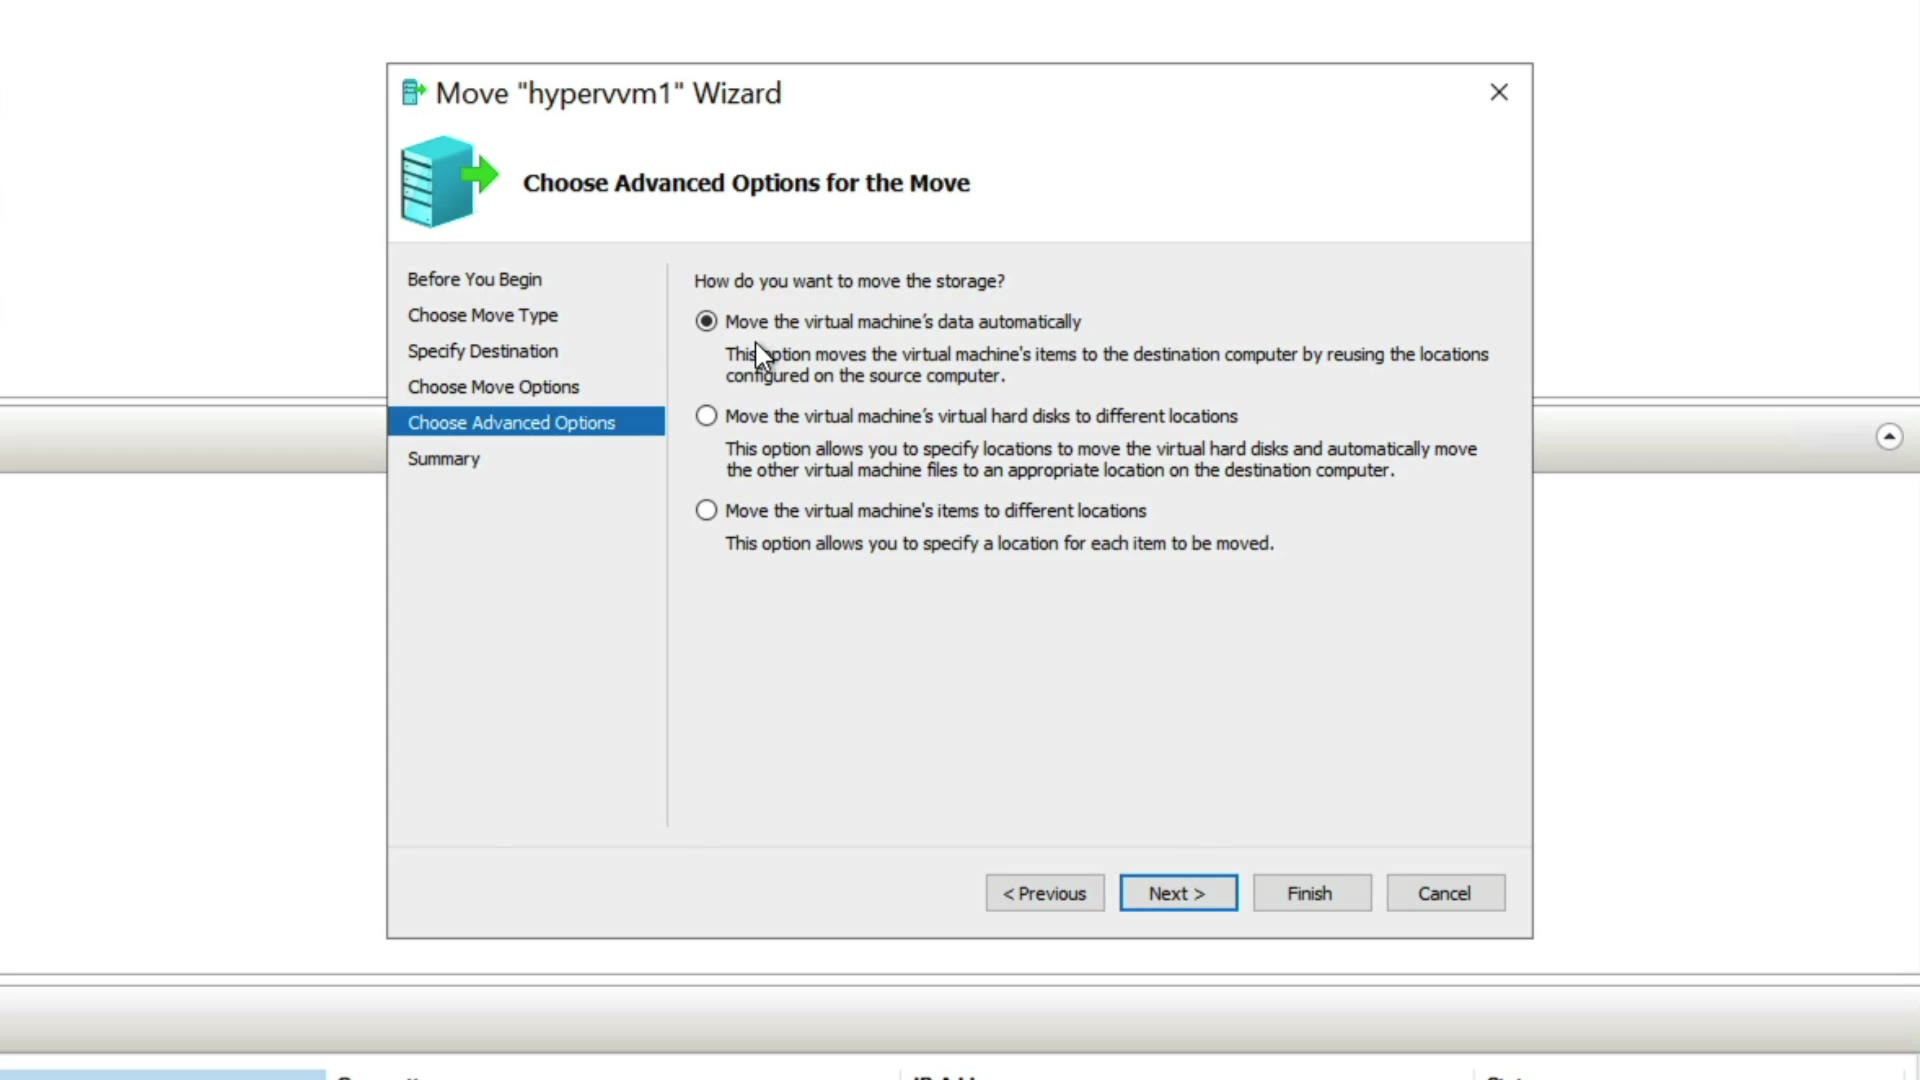 Move "hypervvm1" Wizard
Choose Advanced Options for the Move
Before You Begin
Choose Move Type
Specify Destination
Choose Move Options
Choose Advanced Options
Summary
How do you want to move the storage?
Move the virtual machine's data automatically
This option moves the virtual machine's items to the destination computer by reusing the locations
configured on the source computer.
Move the virtual machine's virtual hard disks to different locations
This option allows you to specify locations to move the virtual hard disks and automatically move
the other virtual machine files to an appropriate location on the destination computer.
Move the virtual machine's items to different locations
This option allows you to specify a location for each item to be moved.
< Previous
Next >
Finish
Cancel